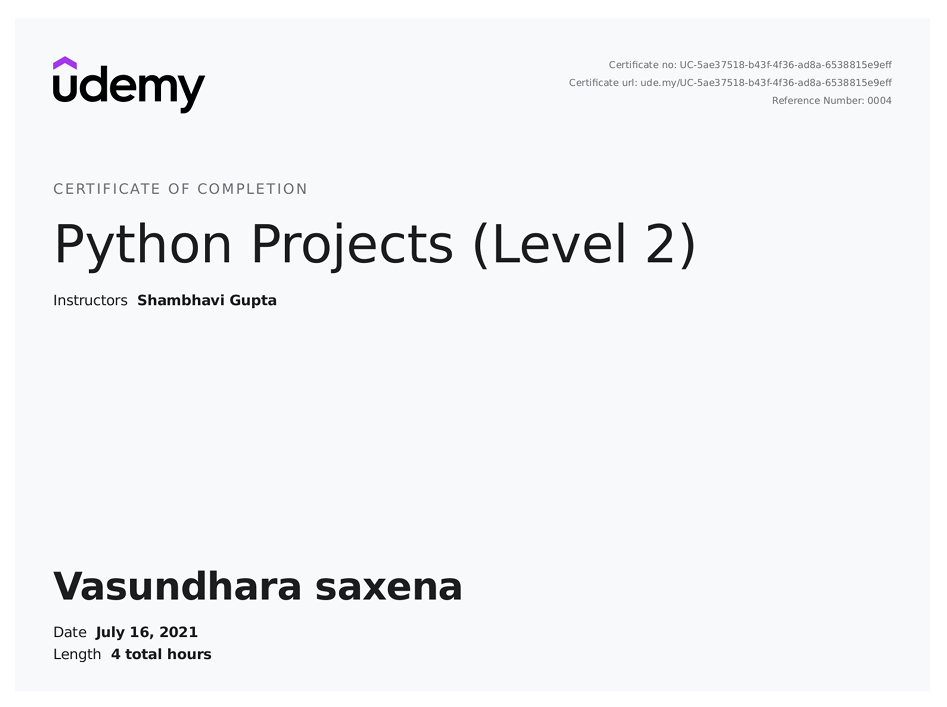 udemy
Certificate no: UC-5ae37518-b43f-4f36-ad8a-6538815e9eff
Certificate url: ude.my/UC-5ae37518-b43f-4f36-ad8a-6538815e9eff
Reference Number: 0004
CERTIFICATE OF COMPLETION
Python Projects (Level 2)
Instructors Shambhavi Gupta
Vasundhara saxena
Date July 16, 2021
Length 4 total hours